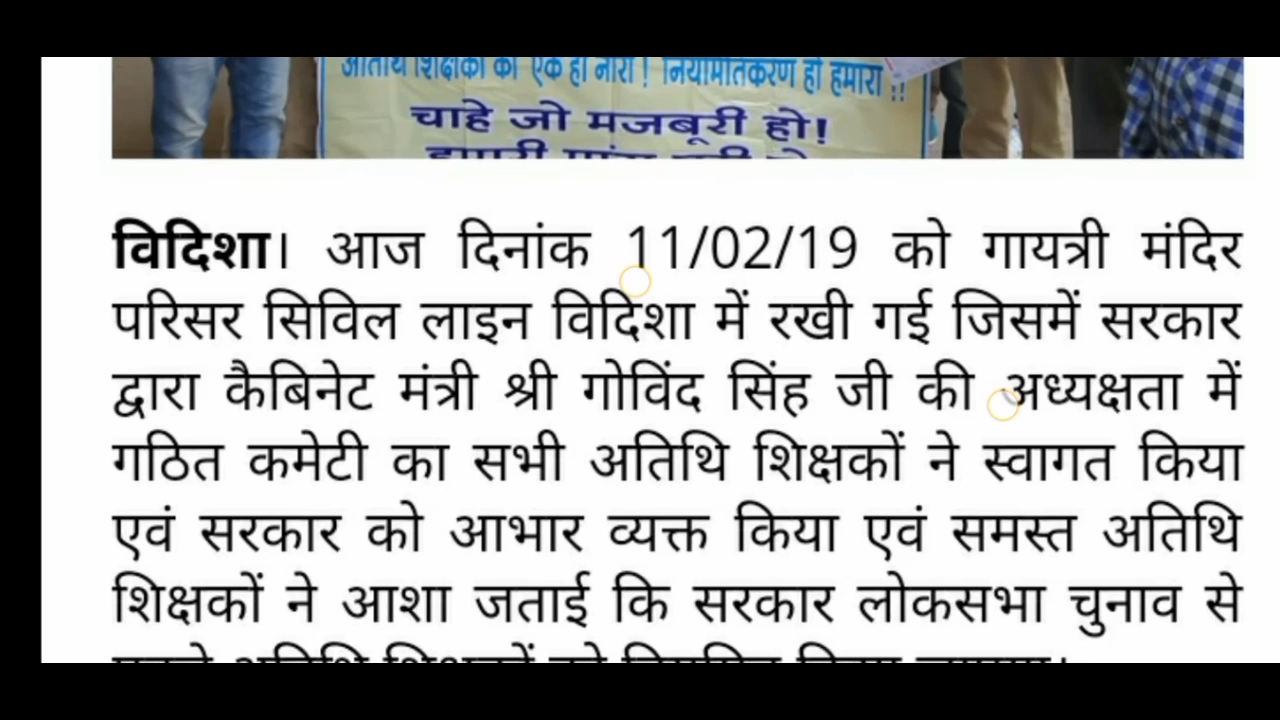 अतिथि शिक्षकों का एक ही नारा ! नियमितिकरण हो हमारा !!
चाहे जो मजबूरी हो!
विदिशा। आज दिनांक 11/02/19 को गायत्री मंदिर
परिसर सिविल लाइन विदिशा में रखी गई जिसमें सरकार
द्वारा कैबिनेट मंत्री श्री गोविंद सिंह जी की अध्यक्षता में
गठित कमेटी का सभी अतिथि शिक्षकों ने स्वागत किया
एवं सरकार को आभार व्यक्त किया एवं समस्त अतिथि
शिक्षकों ने आशा जताई कि सरकार लोकसभा चुनाव से